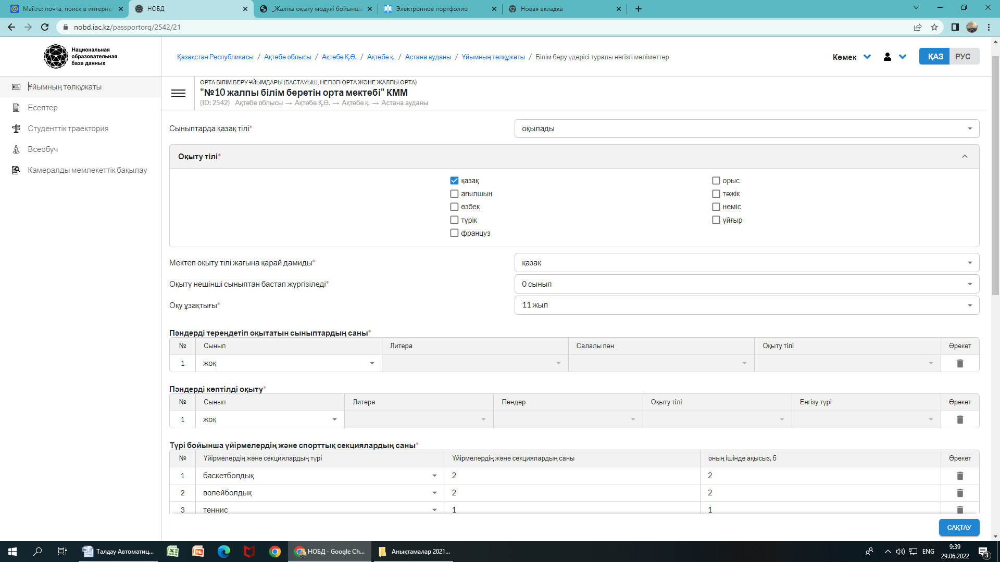 Mail.ru: почта, поиск в интернет
НОБД
_Жалпы оқыту модулі бойынша
Электронное портфолио
Новая вкладка
nobd.iac.kz/passportorg/2542/21
Национальная
образовательная
база данных
Қазақстан Республикасы / Ақтөбе облысы / Ақтөбе Қ.Ә. / Ақтөбе қ. / Астана ауданы / Ұйымның төлқұжаты / Білім беру үдерісі туралы негізгі мәліметтер
Көмек
ҚАЗ РУС
Ұйымның төлқұжаты
Есептер
Студенттік траектория
Всеобуч
Камералды мемлекеттік бақылау
ОРТА БІЛІМ БЕРУ ҰЙЫМДАРЫ (БАСТАУЫШ, НЕГІЗГІ ОРТА ЖӘНЕ ЖАЛПЫ ОРТА)
"№10 жалпы білім беретін орта мектебі" КММ
(ID: 2542) Ақтөбе облысы → Ақтөбе Қ.Ә. → Ақтөбе қ. → Астана ауданы
Сыныптарда қазақ тілі* оқылады
Оқыту тілі*
қазақ орыс
ағылшын тәжік
өзбек неміс
түрік ұйғыр
француз
Мектеп оқыту тілі жағына қарай дамиды* қазақ
Оқыту нешінші сыныптан бастап жүргізіледі* 0 сынып
Оқу ұзақтығы* 11 жыл
Пәндерді тереңдетіп оқытатын сыныптардың саны*
№ Сынып Литера Салалы пән Оқыту тілі Әрекет
1 жоқ
Пәндерді көптілді оқыту*
№ Сынып Литера Пәндер Оқыту тілі Енгізу түрі Әрекет
1 жоқ
Түрі бойынша үйірмелердің және спорттық секциялардың саны*
№ Үйірмелердің және секциялардың түрі Үйірмелердің және секциялардың саны оның ішінде ақысыз, б Әрекет
1 баскетболдық 2 2
2 волейболдық 2 2
3 теннис 1 1
САҚТАУ
Талдау Автоматиц...
НОБД - Google Ch...
Анықтамалар 2021...
ENG
9:39
29.06.2022
3